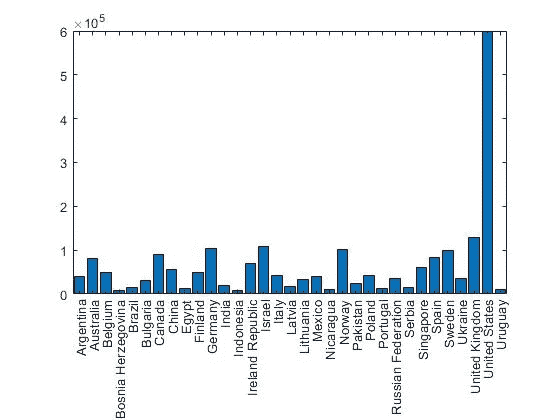 ×10^5
6
5
4
3
2
1
0
Argentina
Australia
Belgium
Bosnia Herzegovina
Brazil
Bulgaria
Canada
China
Egypt
Finland
Germany
India
Indonesia
Ireland Republic
Israel
Italy
Latvia
Lithuania
Mexico
Nicaragua
Norway
Pakistan
Poland
Portugal
Russian Federation
Serbia
Singapore
Spain
Sweden
Ukraine
United Kingdom
United States
Uruguay